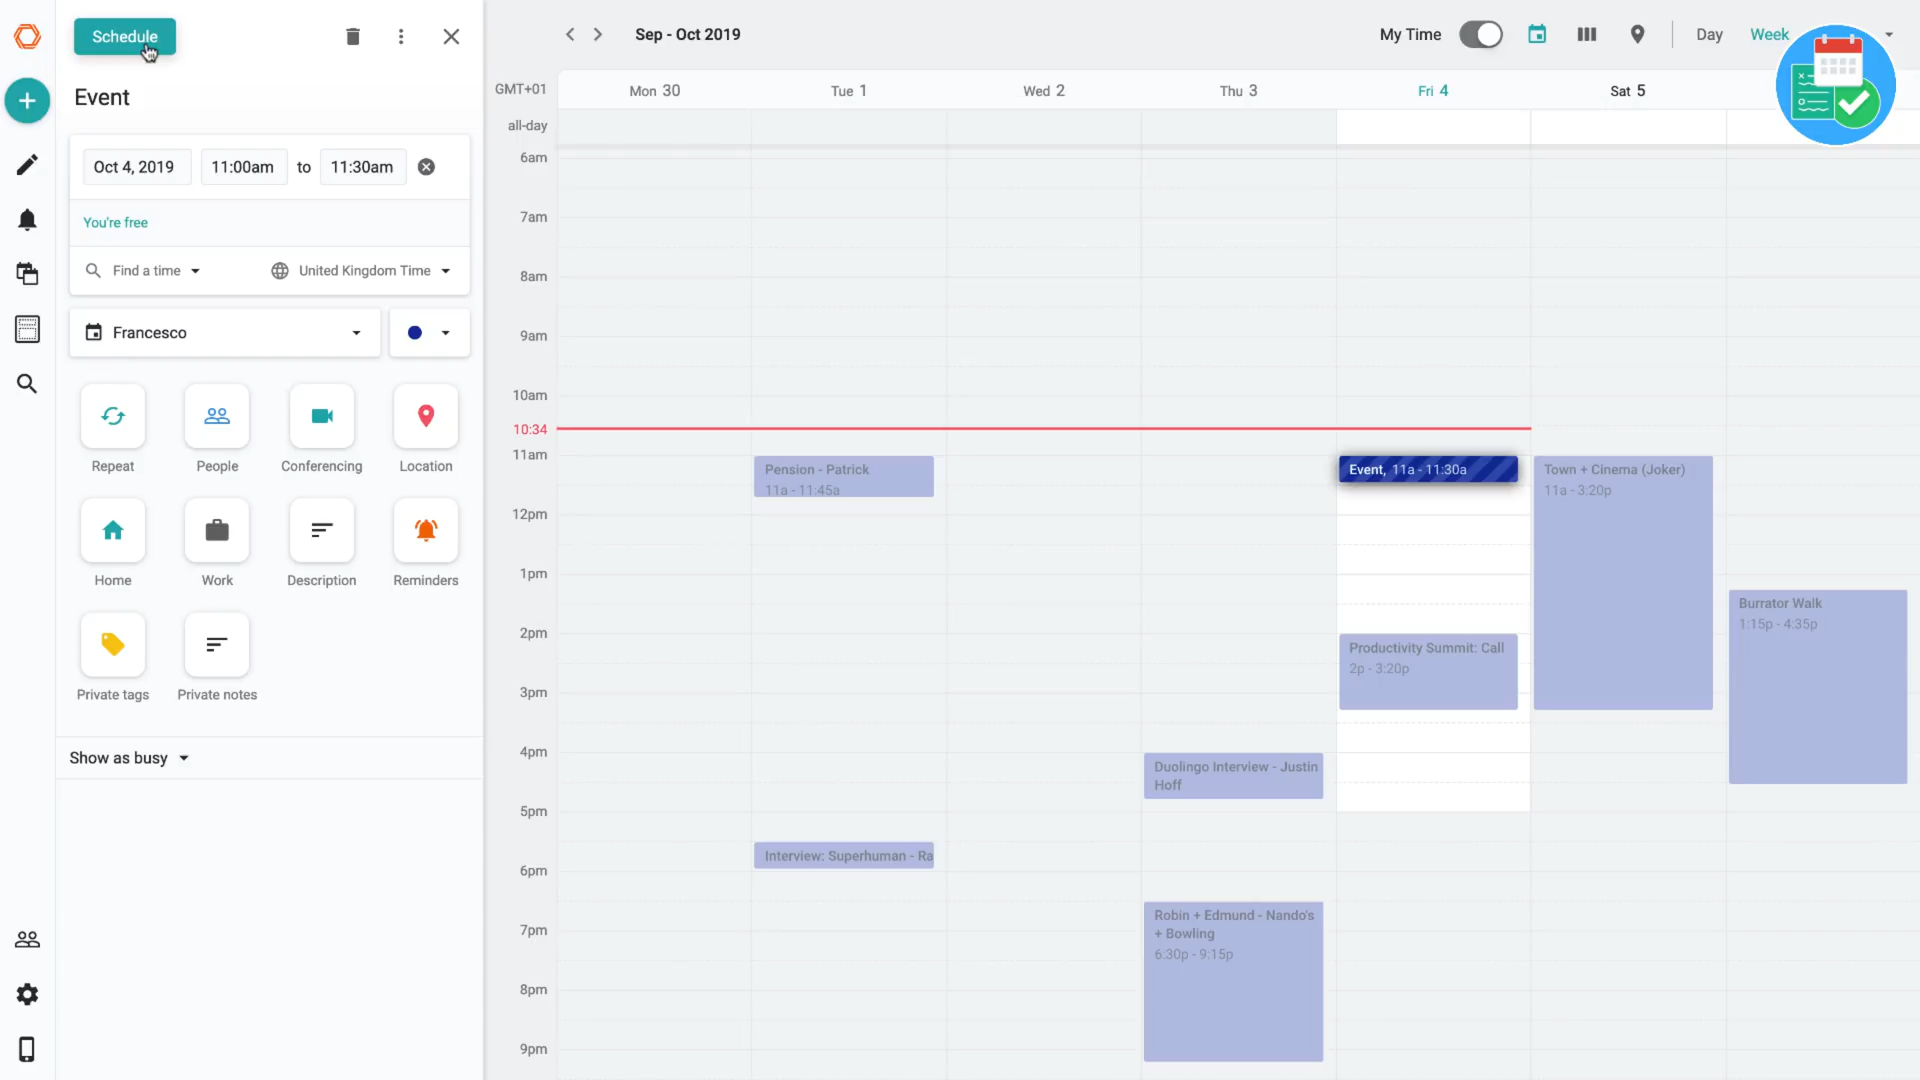 Schedule
Event
Oct 4, 2019 11:00am to 11:30am
You're free
Find a time United Kingdom Time
Francesco
Repeat People Conferencing Location
Home Work Description Reminders
Private tags Private notes
Show as busy
Sep - Oct 2019
My Time Day Week
GMT+01 Mon 30 Tue 1 Wed 2 Thu 3 Fri 4 Sat 5
all-day
6am
7am
8am
9am
10am
10:34
11am
12pm
1pm
2pm
3pm
4pm
5pm
6pm
7pm
8pm
9pm
Pension - Patrick
11a - 11:45a
Interview: Superhuman - Ra
Duolingo Interview - Justin
Hoff
Robin + Edmund - Nando's
+ Bowling
6:30p - 9:15p
Event, 11a - 11:30a
Productivity Summit: Call
2p - 3:20p
Town + Cinema (Joker)
11a - 3:20p
Burrator Walk
1:15p - 4:35p